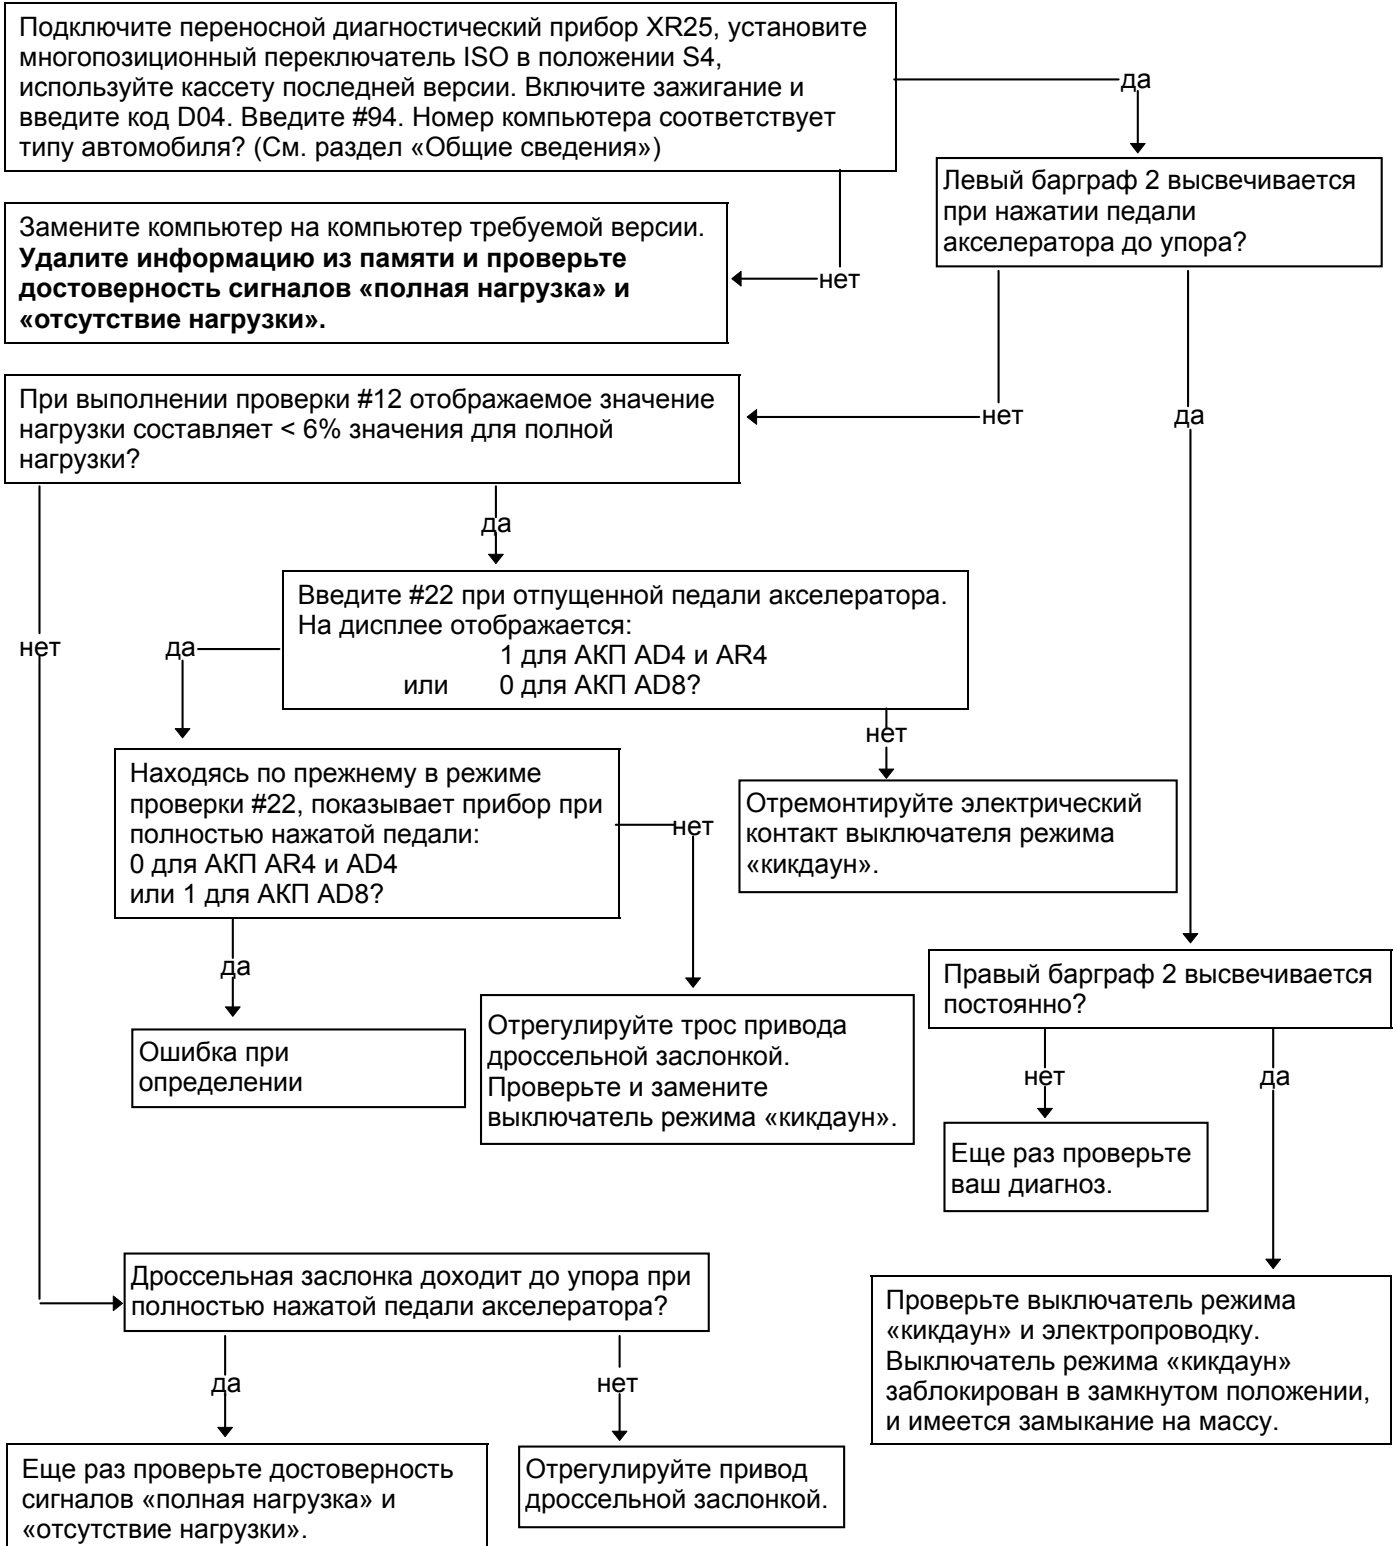 Подключите переносной диагностический прибор XR25, установите
многопозиционный переключатель ISO в положении S4,
используйте кассету последней версии. Включите зажигание и
введите код D04. Введите #94. Номер компьютера соответствует
типу автомобиля? (См. раздел «Общие сведения»)
да
Левый барграф 2 высвечивается
при нажатии педали
акселератора до упора?
Замените компьютер на компьютер требуемой версии.
Удалите информацию из памяти и проверьте
достоверность сигналов «полная нагрузка» и
«отсутствие нагрузки».
нет
При выполнении проверки #12 отображаемое значение
нагрузки составляет < 6% значения для полной
нагрузки?
нет
да
да
Введите #22 при отпущенной педали акселератора.
На дисплее отображается:
1 для АКП AD4 и AR4
или 0 для АКП AD8?
нет
да
нет
Находясь по прежнему в режиме
проверки #22, показывает прибор при
полностью нажатой педали:
0 для АКП AR4 и AD4
или 1 для АКП AD8?
нет
Отремонтируйте электрический
контакт выключателя режима
«кикдаун».
да
Правый барграф 2 высвечивается
постоянно?
Ошибка при
определении
Отрегулируйте трос привода
дроссельной заслонкой.
Проверьте и замените
выключатель режима «кикдаун».
нет
да
Еще раз проверьте
ваш диагноз.
Дроссельная заслонка доходит до упора при
полностью нажатой педали акселератора?
Проверьте выключатель режима
«кикдаун» и электропроводку.
Выключатель режима «кикдаун»
заблокирован в замкнутом положении,
и имеется замыкание на массу.
да
нет
Еще раз проверьте достоверность
сигналов «полная нагрузка» и
«отсутствие нагрузки».
Отрегулируйте привод
дроссельной заслонкой.